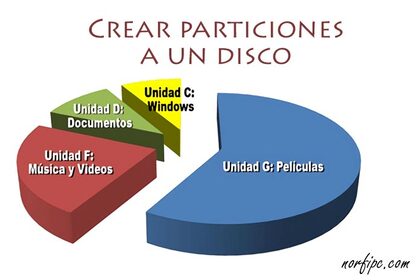 Crear particiones
a un disco
Unidad C:
Windows
Unidad D:
Documentos
Unidad F:
Música y Videos
Unidad G: Películas
norfipc.com